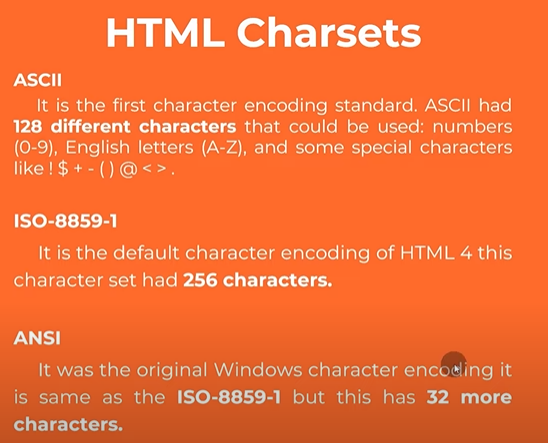 HTML Charsets
ASCII
It is the first character encoding standard. ASCII had
128 different characters that could be used: numbers
(0-9), English letters (A-Z), and some special characters
like ! $ + - ( ) @ < > .
ISO-8859-1
It is the default character encoding of HTML 4 this
character set had 256 characters.
ANSI
It was the original Windows character encoding it
is same as the ISO-8859-1 but this has 32 more
characters.